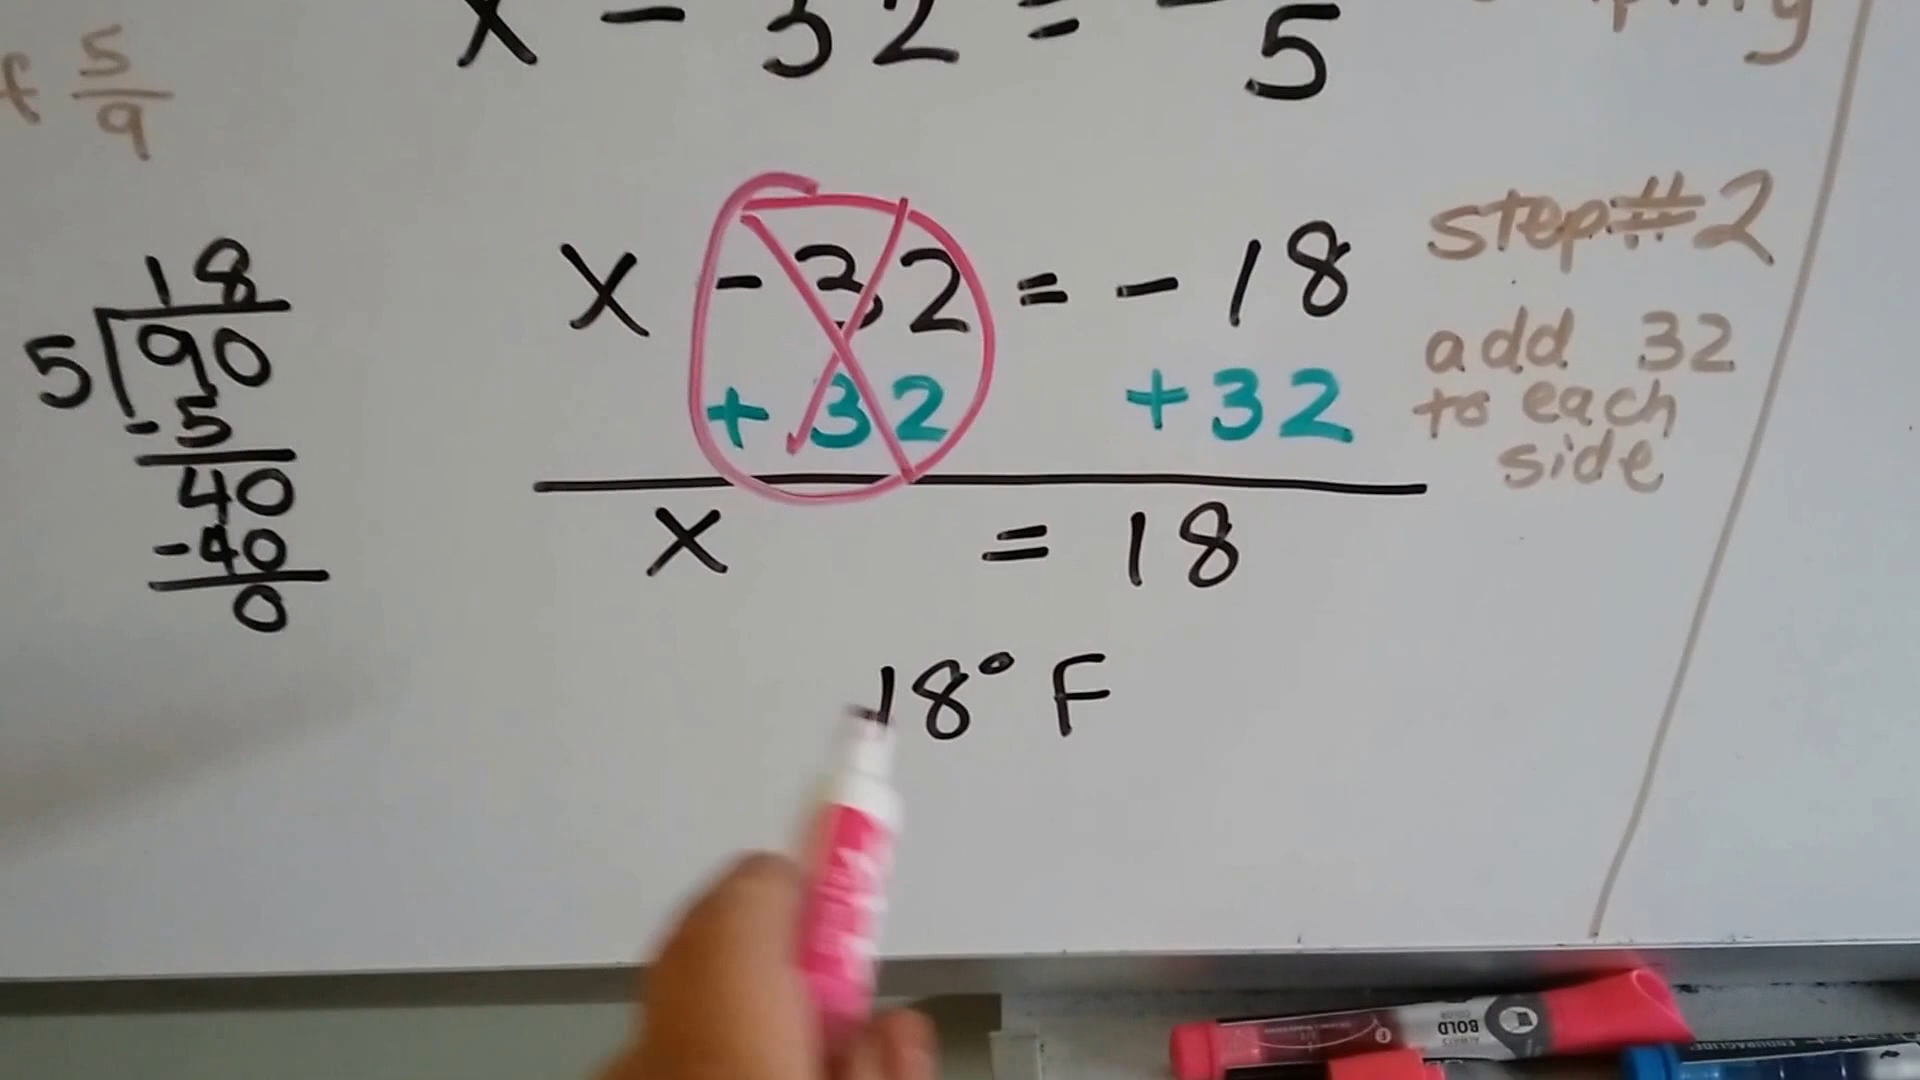 x - 32 = - 5
f 5/9
x - 32 = - 18
+ 32 + 32
x = 18
18° F
18
5 90
- 5
40
- 40
0
step #2
add 32
to each
side
BOLD